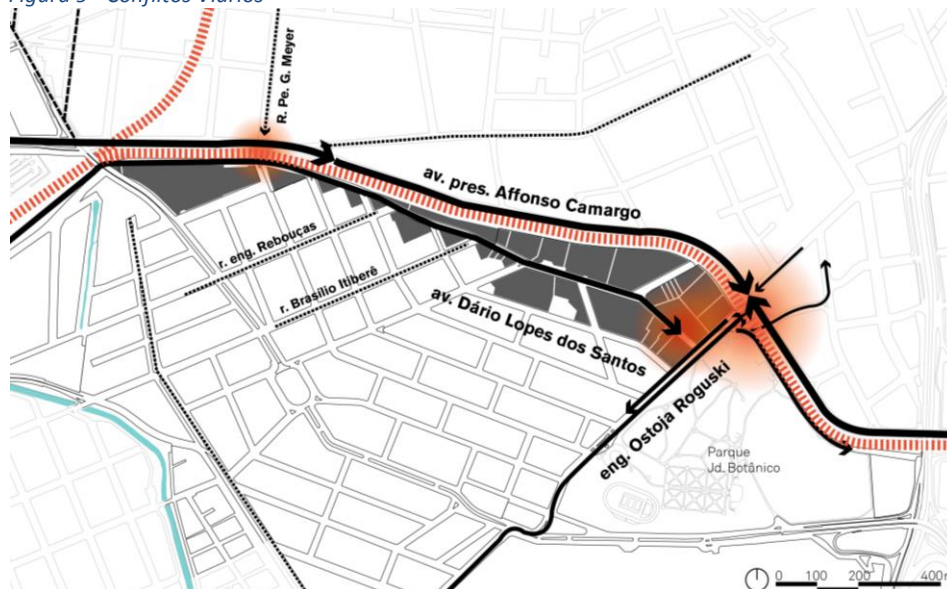 Figura 9 - Conflitos Viários
R. Pe. G. Meyer
av. pres. Affonso Camargo
r. eng. Rebouças
r. Brasílio Itiberê
av. Dário Lopes dos Santos
eng. Ostoja Roguski
Parque
Jd. Botânico
0 100 200 400m